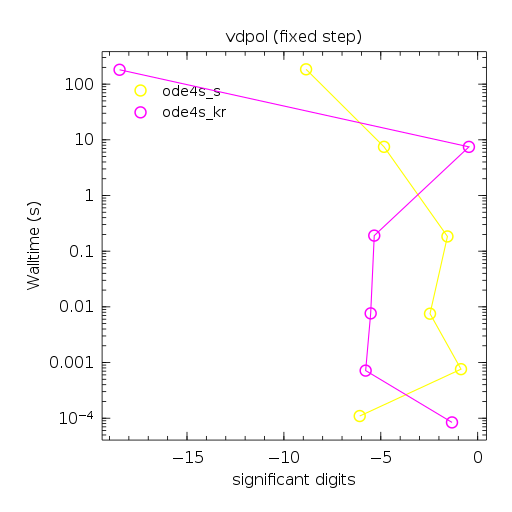 vdpol (fixed step)
100
10
1
0.1
0.01
0.001
10⁻⁴
Walltime (s)
ode4s_s
ode4s_kr
−15
−10
−5
0
significant digits